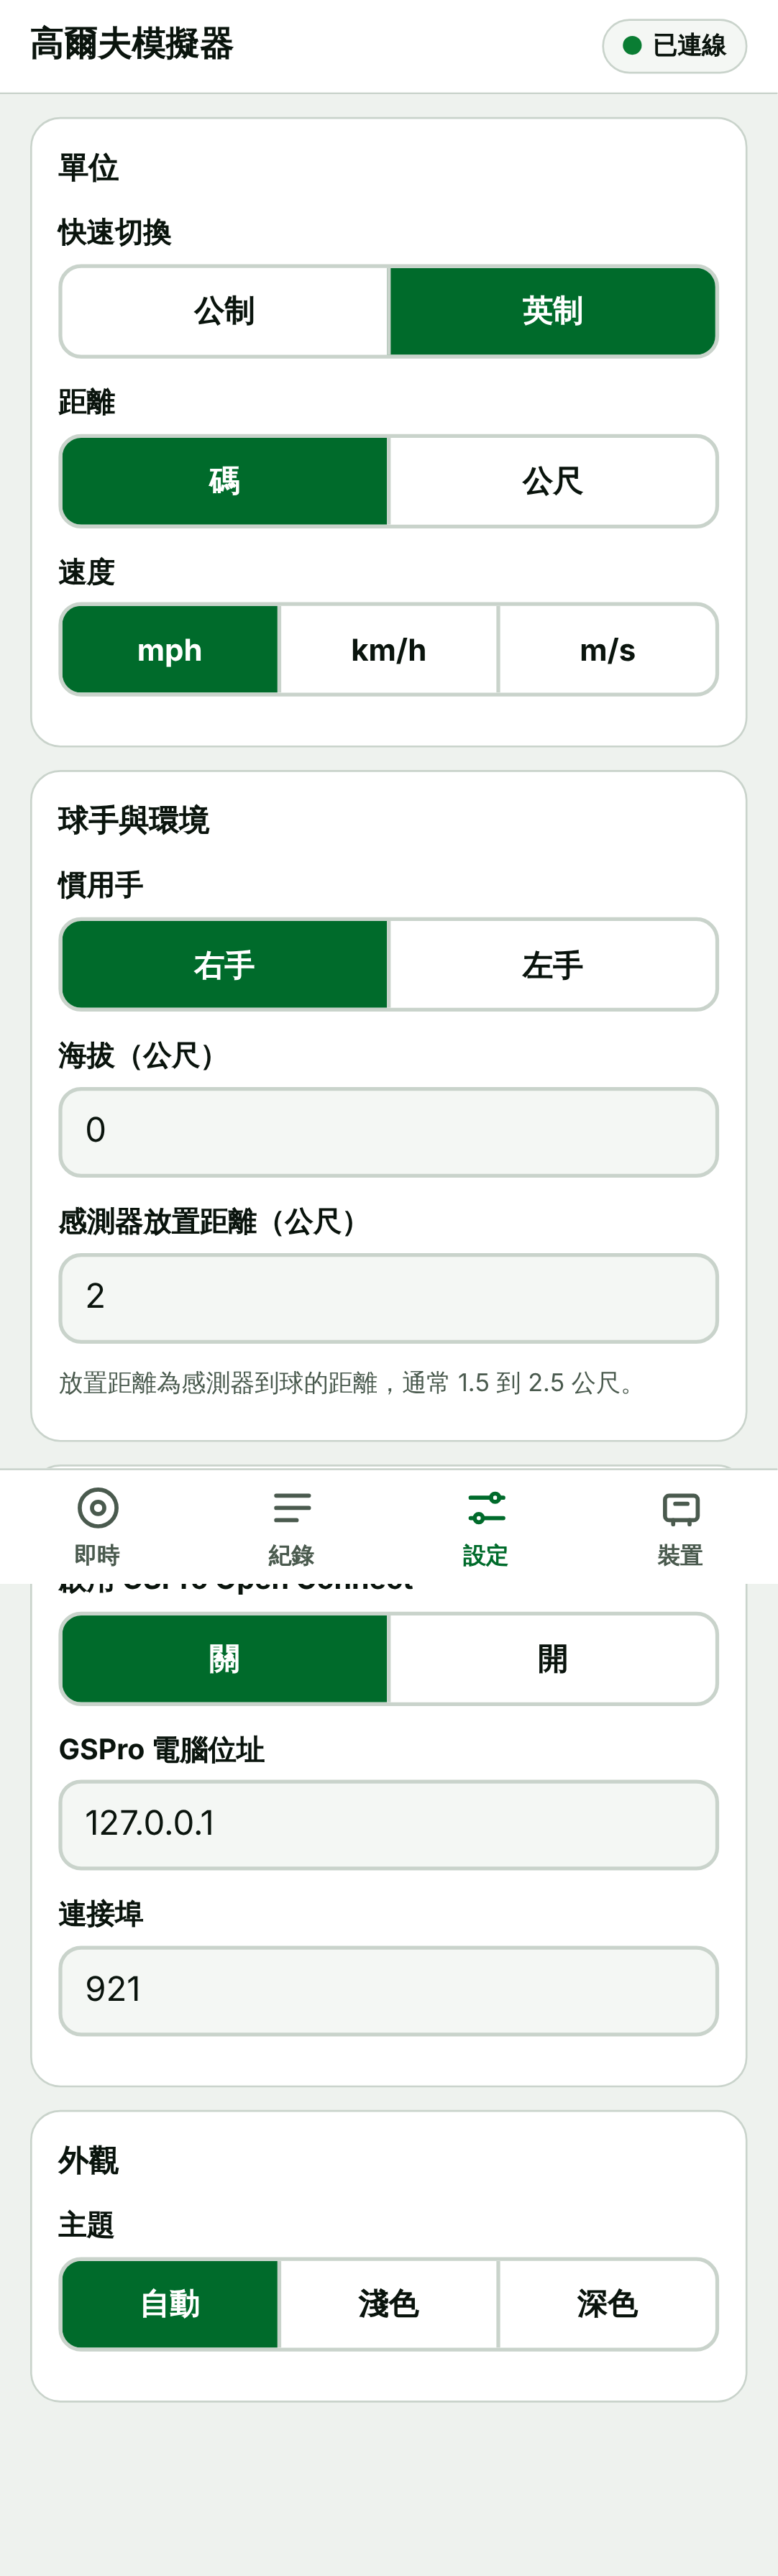 高爾夫模擬器
已連線
單位
快速切換
公制
英制
距離
碼
公尺
速度
mph
km/h
m/s
球手與環境
慣用手
右手
左手
海拔（公尺）
0
感測器放置距離（公尺）
2
放置距離為感測器到球的距離，通常 1.5 到 2.5 公尺。
即時
紀錄
設定
裝置
啟用 GSPro Open Connect
關
開
GSPro 電腦位址
127.0.0.1
連接埠
921
外觀
主題
自動
淺色
深色